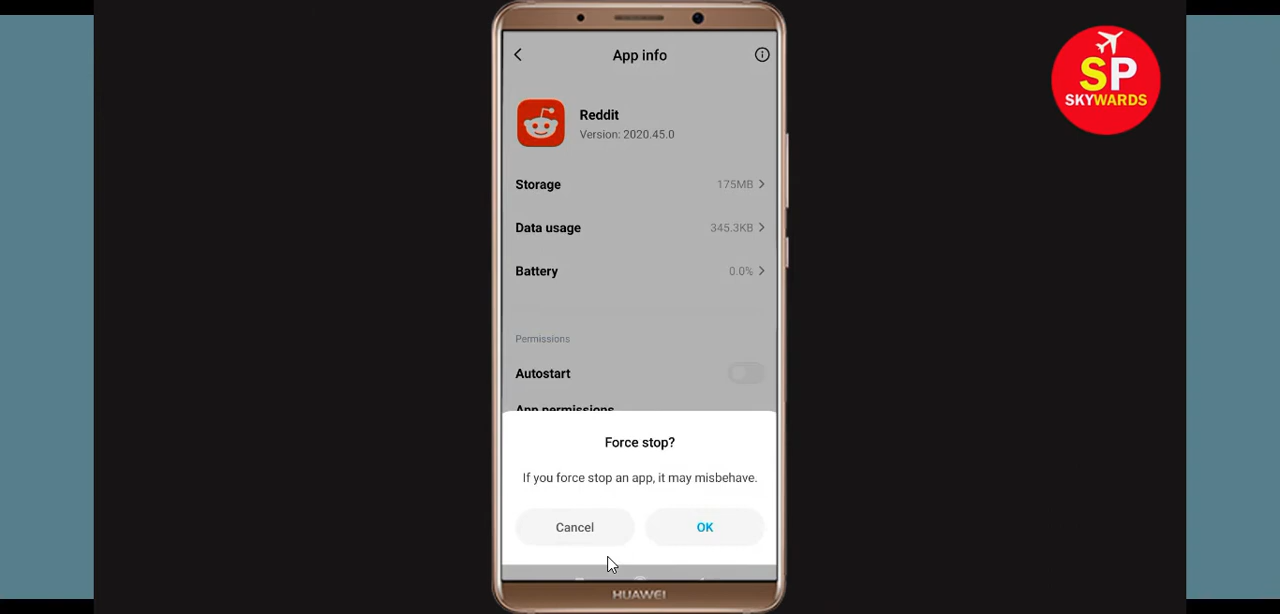 App info
SP
SKYWARDS
Reddit
Version: 2020.45.0
Storage 175MB
Data usage 345.3KB
Battery 0.0%
Permissions
Autostart
App permissions
Force stop?
If you force stop an app, it may misbehave.
Cancel OK
HUAWEI